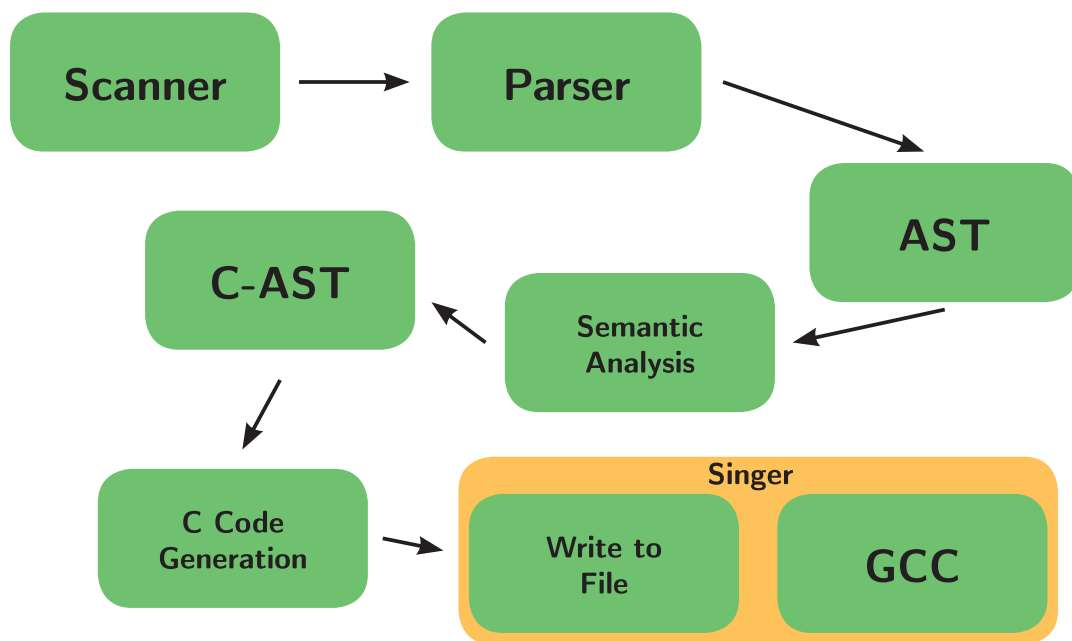 Scanner
Parser
AST
Semantic
Analysis
C-AST
C Code
Generation
Singer
Write to
File
GCC